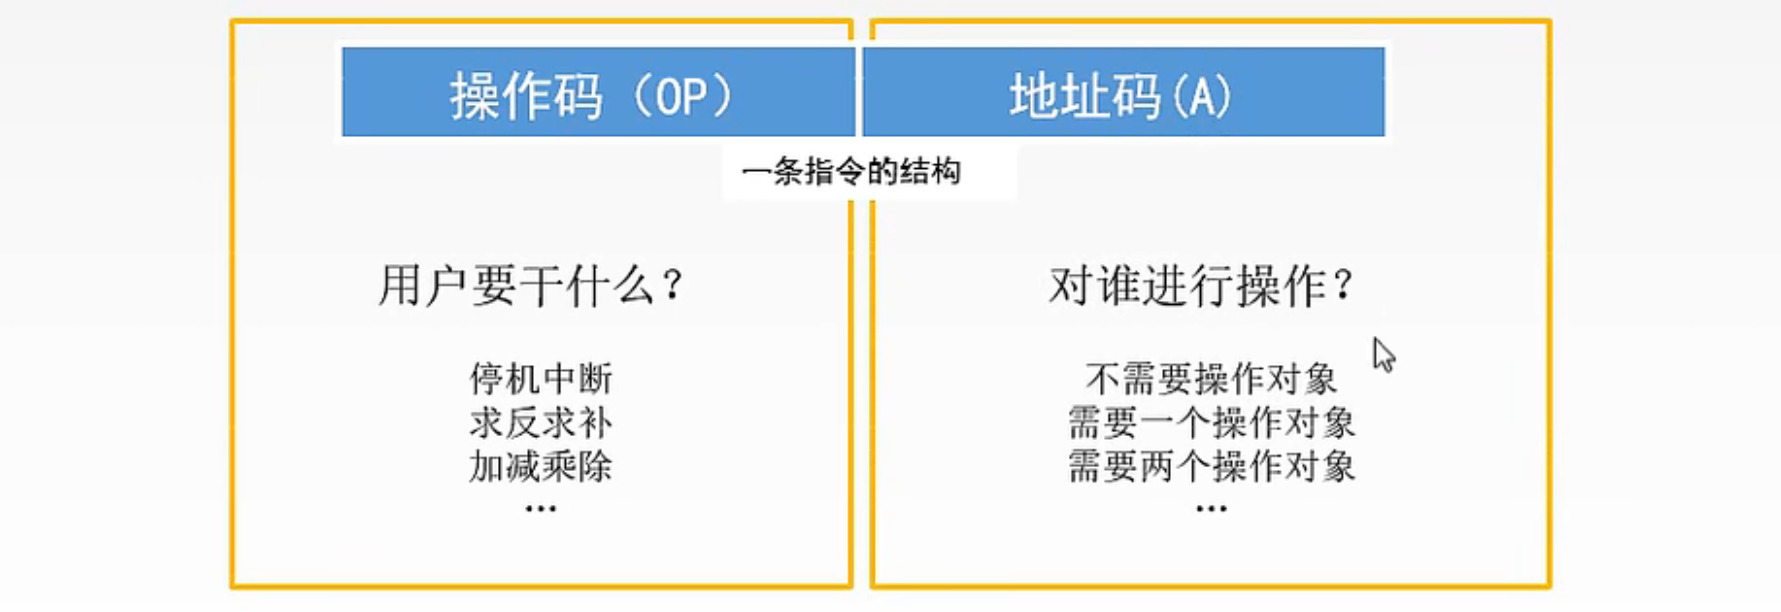 操作码（OP）
地址码(A)
一条指令的结构
用户要干什么？
停机中断
求反求补
加减乘除
…
对谁进行操作？
不需要操作对象
需要一个操作对象
需要两个操作对象
…